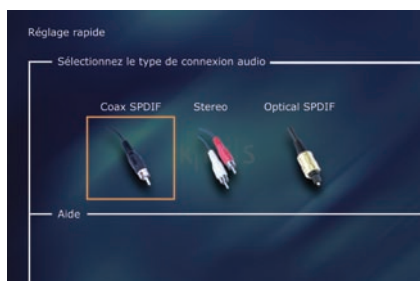 Réglage rapide
Sélectionnez le type de connexion audio
Coax SPDIF Stereo Optical SPDIF
Aide